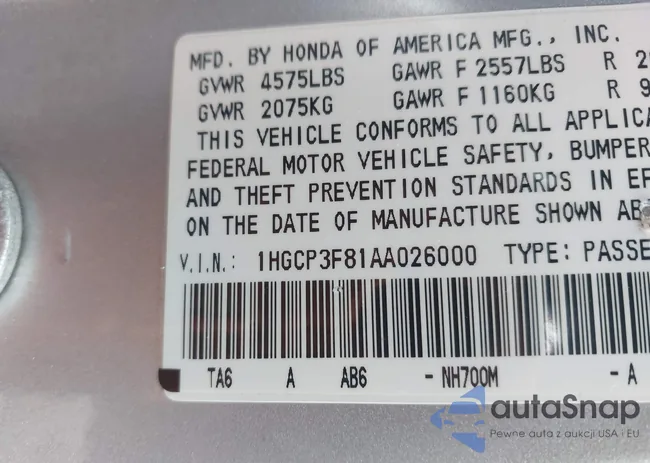 MFD. BY HONDA OF AMERICA MFG., INC.
GVWR 4575LBS GAWR F 2557LBS R
GVWR 2075KG GAWR F 1160KG R
THIS VEHICLE CONFORMS TO ALL
FEDERAL MOTOR VEHICLE SAFETY, BUMPER
AND THEFT PREVENTION STANDARDS IN
ON THE DATE OF MANUFACTURE SHOWN
V.I.N.: 1HGCP3F81AA026000 TYPE:
TA6 A AB6 - NH700M - A
autaSnap
Pewne auta z aukcji USA i EU